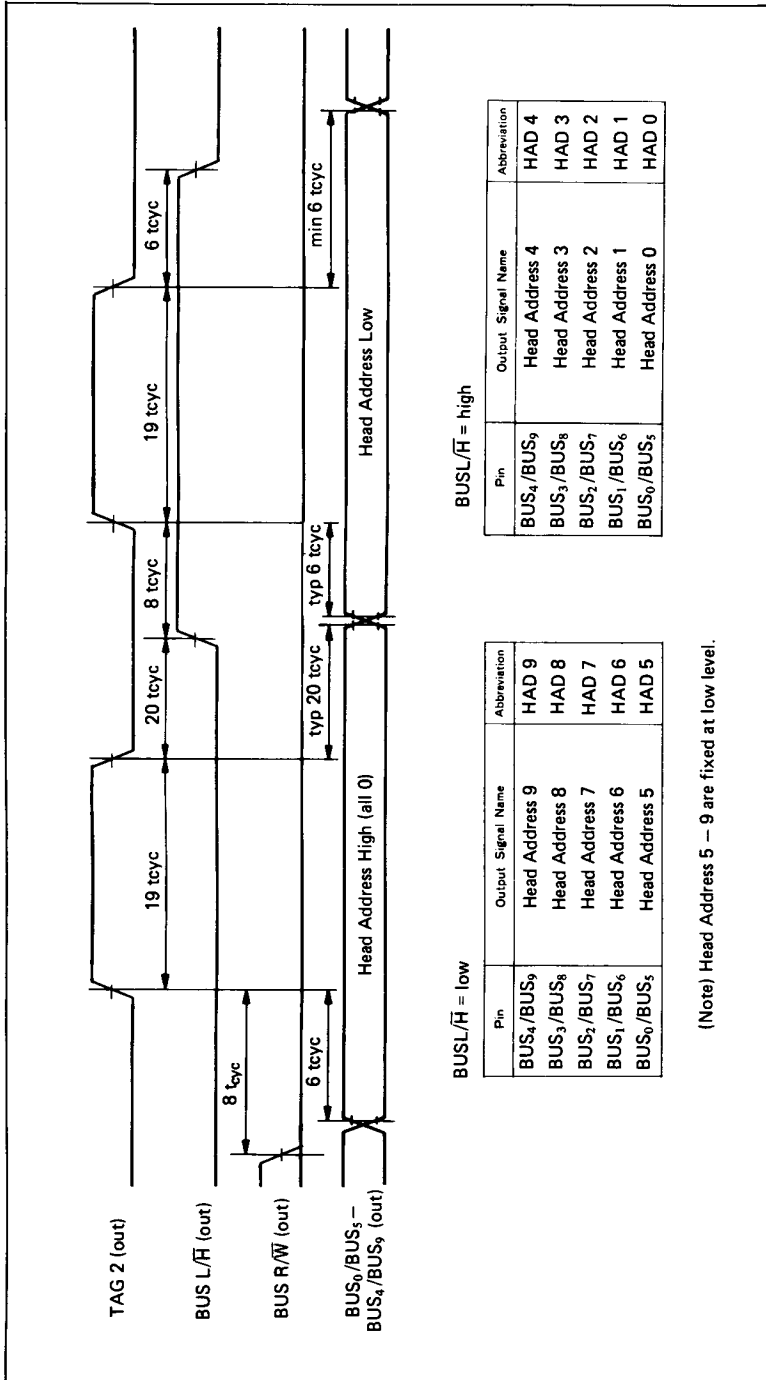 TAG 2 (out)
19 tcyc
19 tcyc
BUS L/H̅ (out)
20 tcyc
8 tcyc
6 tcyc
BUS R/W̅ (out)
8 tcyc
6 tcyc
typ 20 tcyc
typ 6 tcyc
min 6 tcyc
BUS₀/BUS₅ –
BUS₄/BUS₉ (out)
Head Address High (all 0)
Head Address Low
BUSL/H̅ = low
Pin Output Signal Name Abbreviation
BUS₄/BUS₉ Head Address 9 HAD 9
BUS₃/BUS₈ Head Address 8 HAD 8
BUS₂/BUS₇ Head Address 7 HAD 7
BUS₁/BUS₆ Head Address 6 HAD 6
BUS₀/BUS₅ Head Address 5 HAD 5
BUSL/H̅ = high
Pin Output Signal Name Abbreviation
BUS₄/BUS₉ Head Address 4 HAD 4
BUS₃/BUS₈ Head Address 3 HAD 3
BUS₂/BUS₇ Head Address 2 HAD 2
BUS₁/BUS₆ Head Address 1 HAD 1
BUS₀/BUS₅ Head Address 0 HAD 0
(Note) Head Address 5 – 9 are fixed at low level.